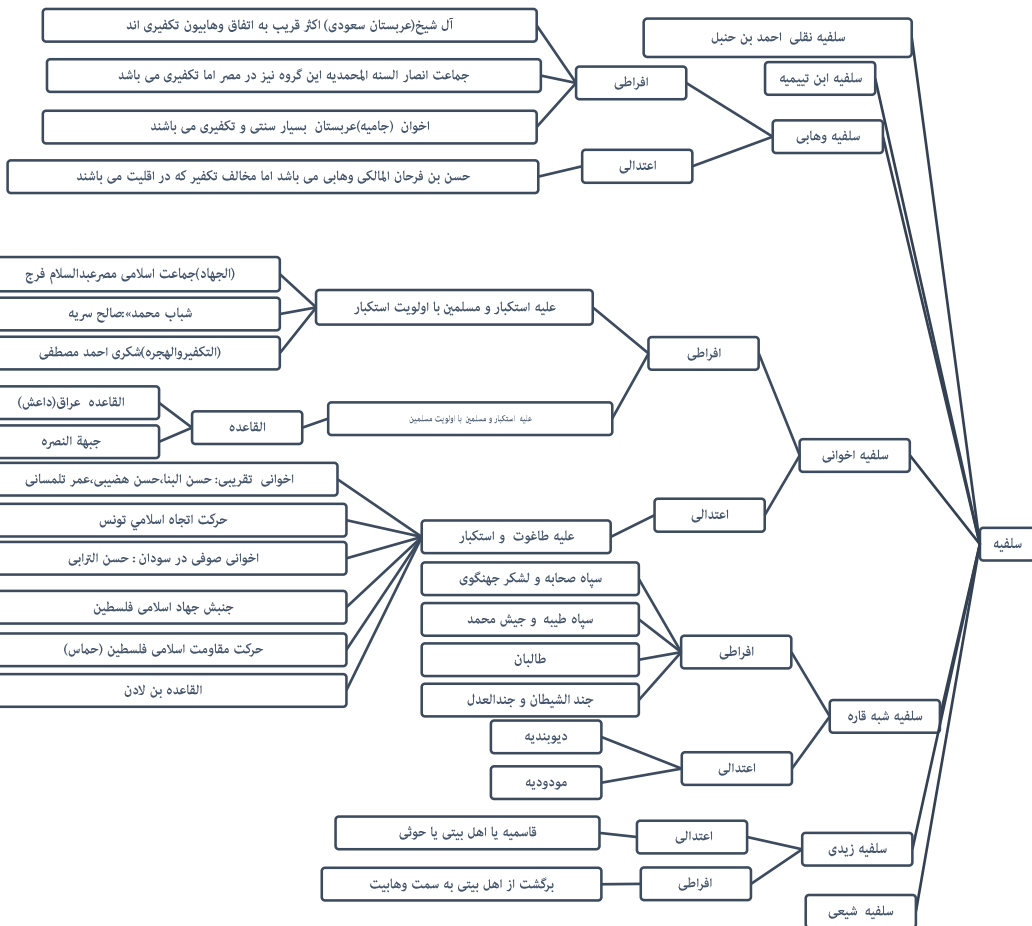 سلفیه
سلفیه نقلی احمد بن حنبل
سلفیه ابن تیمیمه
سلفیه وهابی
افراطی
آل شیخ(عربستان سعودی) اکثر قریب به اتفاق وهابیون تکفیری اند
جماعت انصار السنه المحمدیه این گروه نیز در مصر اما تکفیری می باشد
اخوان (جامیه)عربستان بسیار سنتی و تکفیری می باشند
اعتدالی
حسن بن فرحان المالکی وهابی می باشد اما مخالف تکفیر که در اقلیت می باشند
سلفیه اخوانی
افراطی
علیه استکبار و مسلمین با اولویت استکبار
(الجهاد)جماعت اسلامی مصرعبدالسلام فرج
شباب محمد»:صالح سریه
(التکفیروالهجره)شکری احمد مصطفی
علیه استکبار و مسلمین با اولویت مسلمین
القاعده
القاعده عراق(داعش)
جبهة النصره
اعتدالی
علیه طاغوت و استکبار
اخوانی تقریبی: حسن البنا،حسن هضیبی،عمر تلمسانی
حرکت اتجاه اسلامي تونس
اخوانی صوفی در سودان : حسن الترابی
جنبش جهاد اسلامی فلسطین
حرکت مقاومت اسلامی فلسطین (حماس)
القاعده بن لادن
سلفیه شبه قاره
افراطی
سپاه صحابه و لشکر جهنگوی
سپاه طیبه و جیش محمد
طالبان
جند الشیطان و جندالعدل
اعتدالی
دیوبندیه
مودودیه
سلفیه زیدی
اعتدالی
قاسمیه یا اهل بیتی یا حوثی
افراطی
برگشت از اهل بیتی به سمت وهابیت
سلفیه شیعی